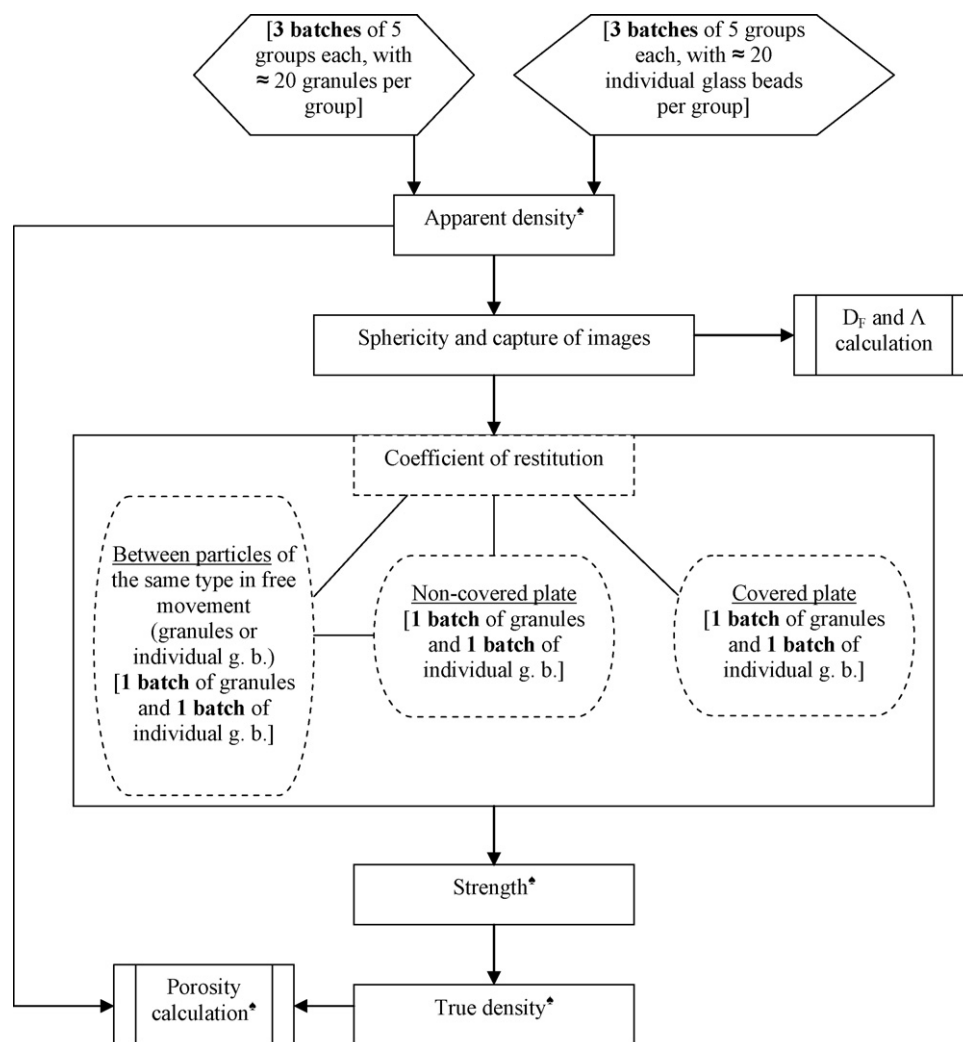 [3 batches of 5
groups each, with
≈ 20 granules per
group]
[3 batches of 5 groups
each, with ≈ 20
individual glass beads
per group]
Apparent density♠
Sphericity and capture of images
D_F and Λ
calculation
Coefficient of restitution
Between particles of
the same type in free
movement
(granules or
individual g. b.)
[1 batch of granules
and 1 batch of
individual g. b.]
Non-covered plate
[1 batch of granules
and 1 batch of
individual g. b.]
Covered plate
[1 batch of granules
and 1 batch of
individual g. b.]
Strength♠
Porosity
calculation♠
True density♠